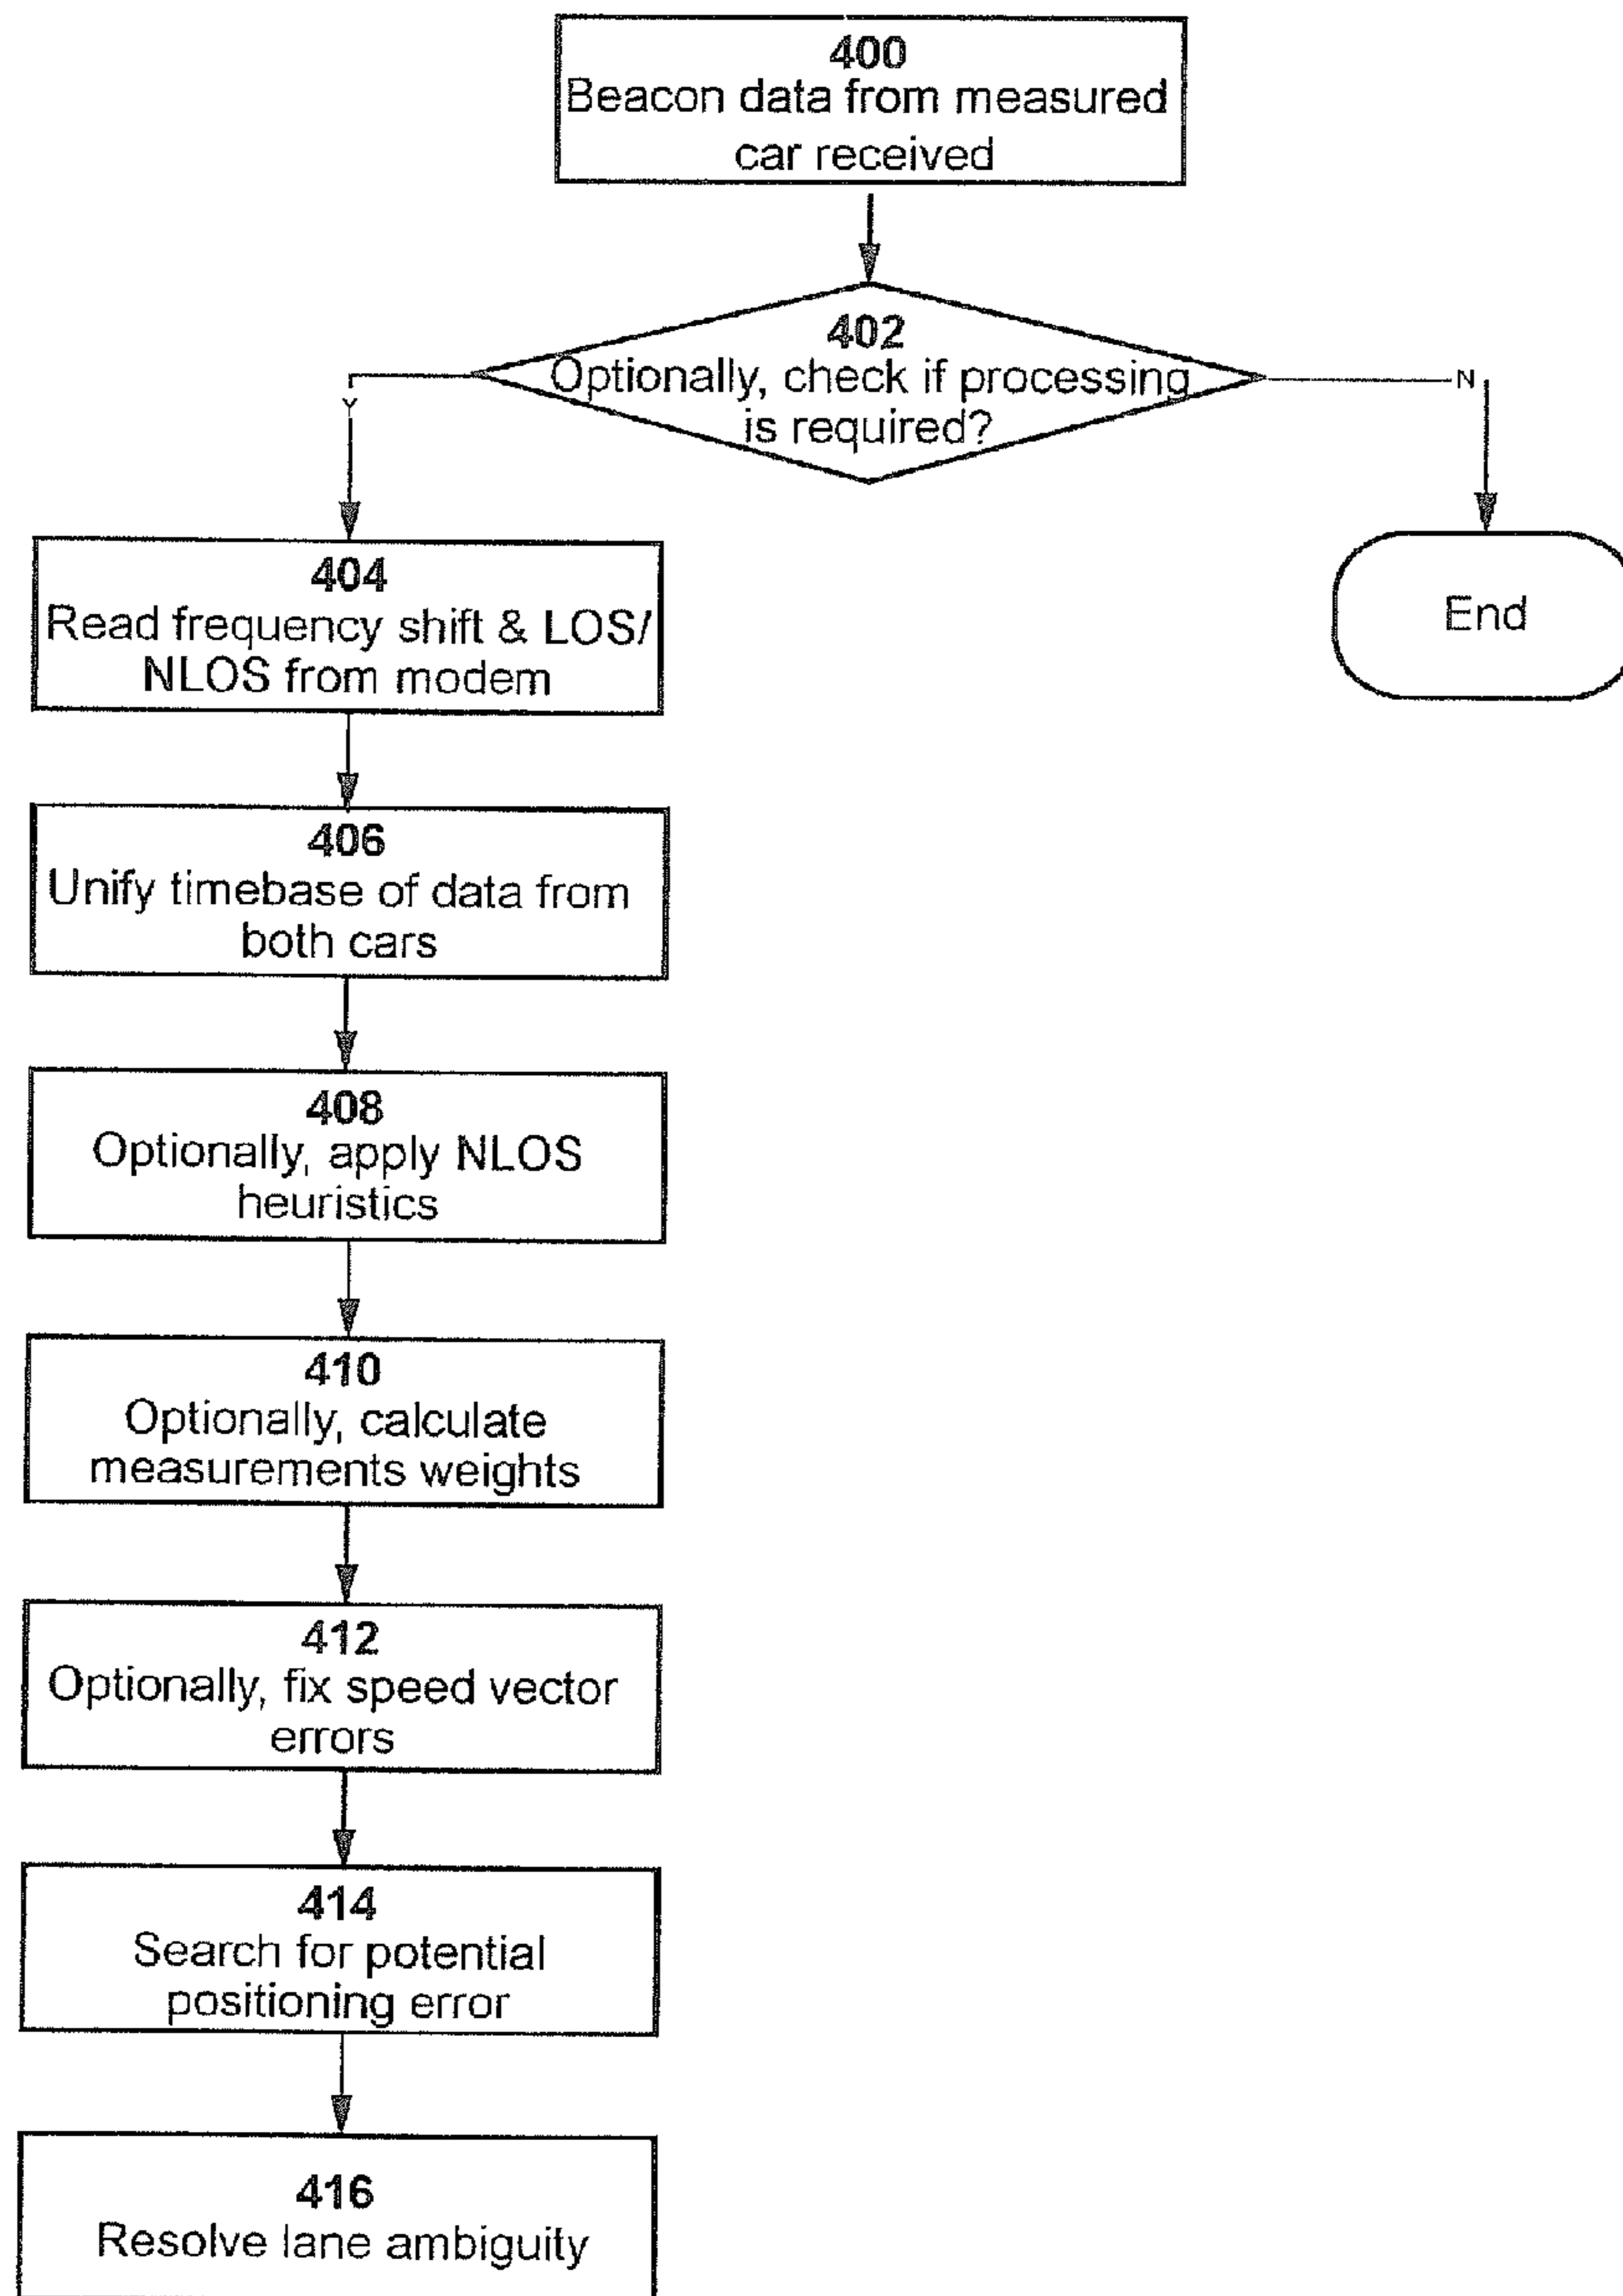 400
Beacon data from measured
car received
402
Optionally, check if processing
is required?
Y
N
404
Read frequency shift & LOS/
NLOS from modem
End
406
Unify timebase of data from
both cars
408
Optionally, apply NLOS
heuristics
410
Optionally, calculate
measurements weights
412
Optionally, fix speed vector
errors
414
Search for potential
positioning error
416
Resolve lane ambiguity